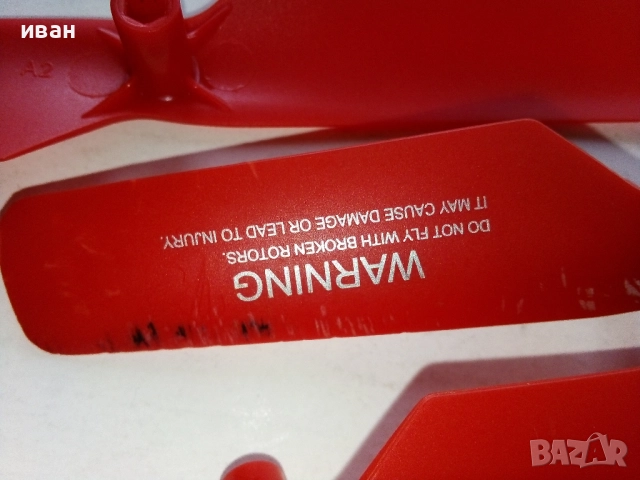 иван
A2
WARNING
DO NOT FLY WITH BROKEN ROTORS.
IT MAY CAUSE DAMAGE OR LEAD TO INJURY.
BAZAR